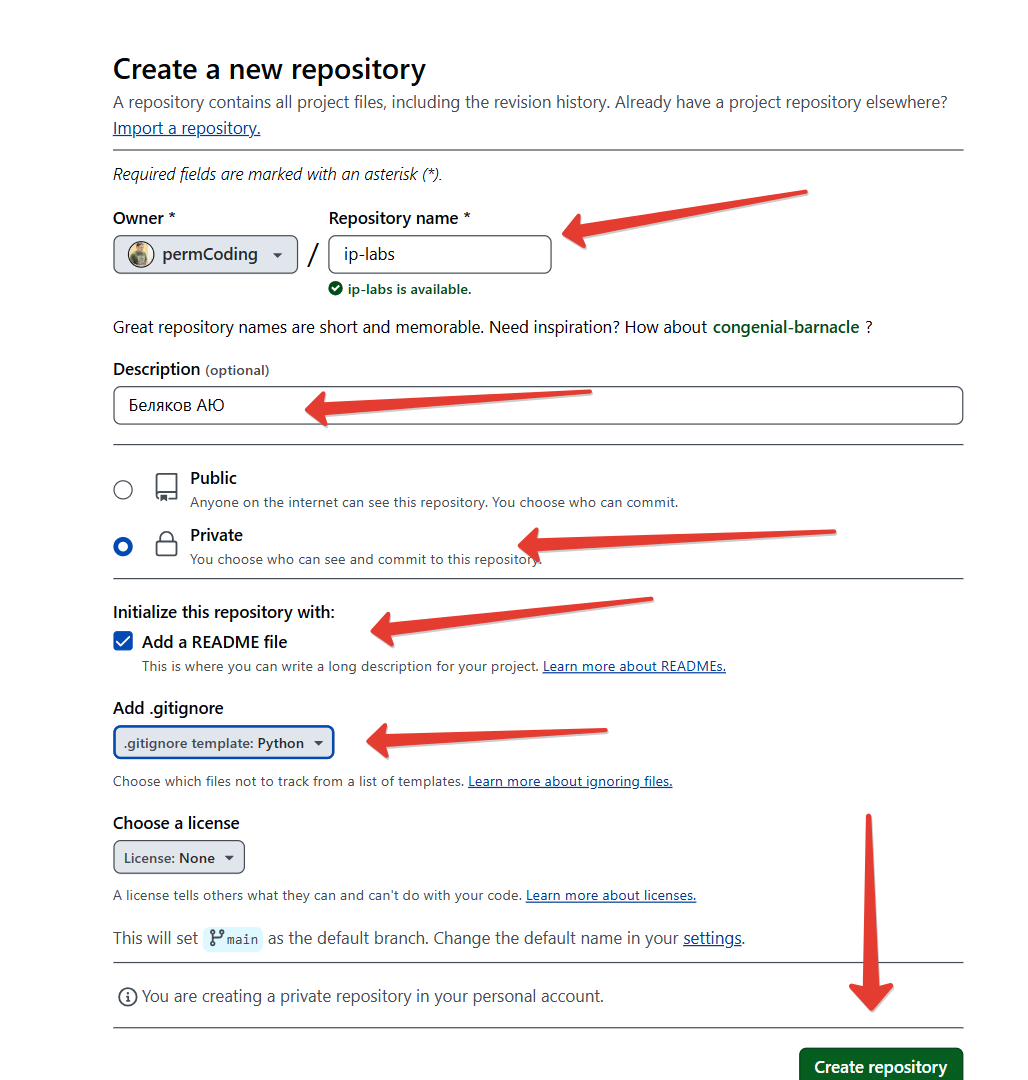 Create a new repository
A repository contains all project files, including the revision history. Already have a project repository elsewhere?
Import a repository.
Required fields are marked with an asterisk (*).
Owner * Repository name *
permCoding / ip-labs
ip-labs is available.
Great repository names are short and memorable. Need inspiration? How about congenial-barnacle ?
Description (optional)
Беляков АЮ
Public
Anyone on the internet can see this repository. You choose who can commit.
Private
You choose who can see and commit to this repository.
Initialize this repository with:
Add a README file
This is where you can write a long description for your project. Learn more about READMEs.
Add .gitignore
.gitignore template: Python
Choose which files not to track from a list of templates. Learn more about ignoring files.
Choose a license
License: None
A license tells others what they can and can't do with your code. Learn more about licenses.
This will set main as the default branch. Change the default name in your settings.
You are creating a private repository in your personal account.
Create repository